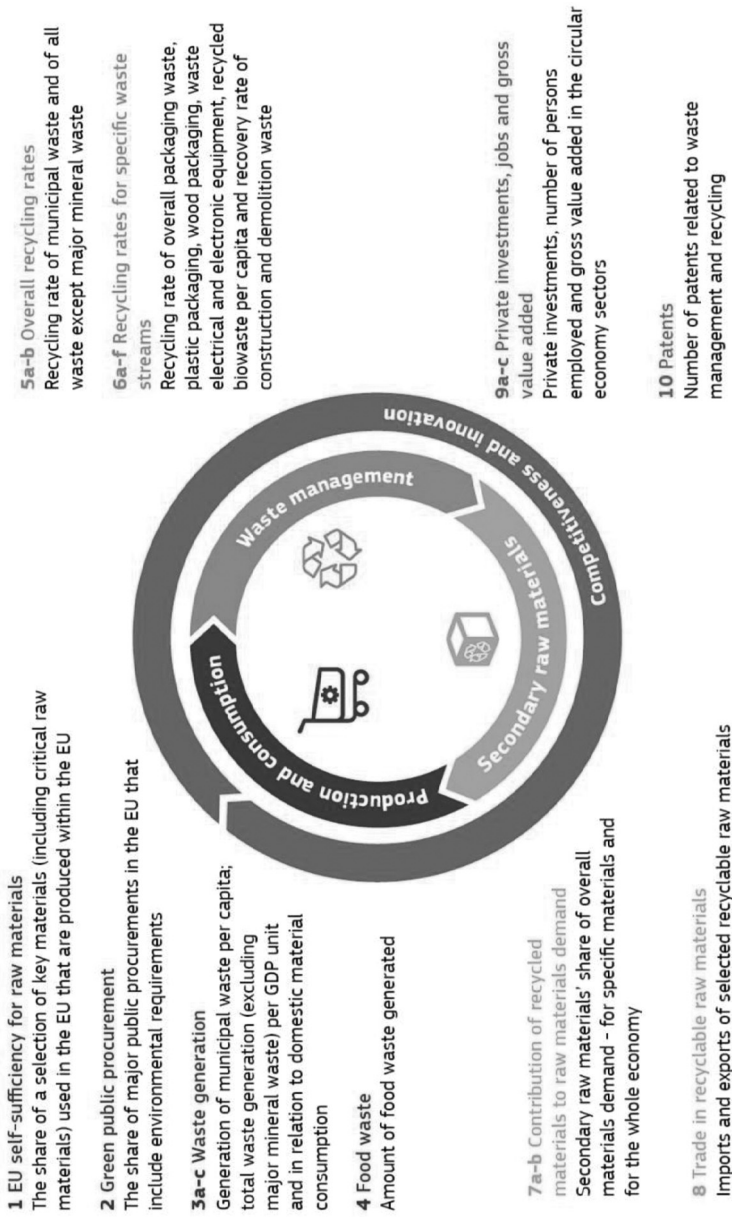 1 EU self-sufficiency for raw materials
The share of a selection of key materials (including critical raw
materials) used in the EU that are produced within the EU
2 Green public procurement
The share of major public procurements in the EU that
include environmental requirements
3a-c Waste generation
Generation of municipal waste per capita;
total waste generation (excluding
major mineral waste) per GDP unit
and in relation to domestic material
consumption
4 Food waste
Amount of food waste generated
5a-b Overall recycling rates
Recycling rate of municipal waste and of all
waste except major mineral waste
6a-f Recycling rates for specific waste
streams
Recycling rate of overall packaging waste,
plastic packaging, wood packaging, waste
electrical and electronic equipment, recycled
biowaste per capita and recovery rate of
construction and demolition waste
Production and consumption
Waste management
Secondary raw materials
Competitiveness and innovation
7a-b Contribution of recycled
materials to raw materials demand
Secondary raw materials' share of overall
materials demand - for specific materials and
for the whole economy
8 Trade in recyclable raw materials
Imports and exports of selected recyclable raw materials
9a-c Private investments, jobs and gross
value added
Private investments, number of persons
employed and gross value added in the circular
economy sectors
10 Patents
Number of patents related to waste
management and recycling